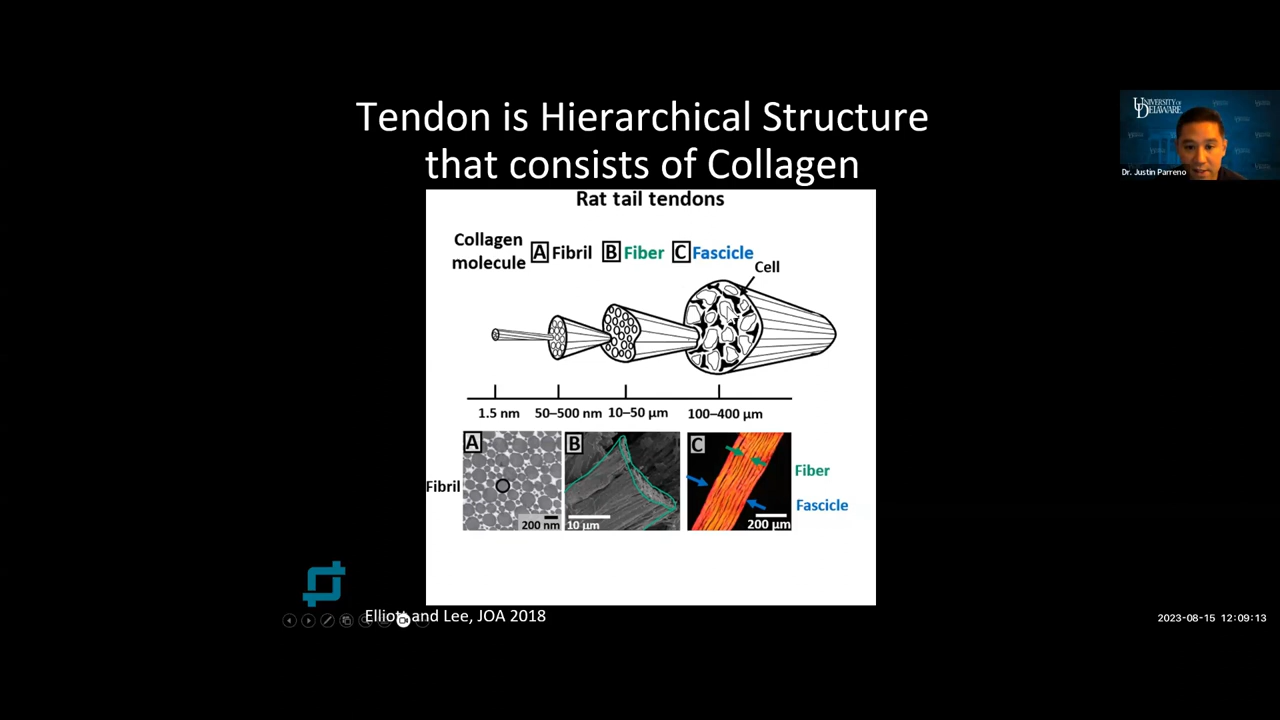 Tendon is Hierarchical Structure
that consists of Collagen
UNIVERSITY OF
DELAWARE
Dr. Justin Parreno
Rat tail tendons
Collagen
molecule
A Fibril
B Fiber
C Fascicle
Cell
1.5 nm
50–500 nm
10–50 μm
100–400 μm
A
B
C
Fibril
Fiber
Fascicle
200 nm
10 μm
200 μm
Elliott and Lee, JOA 2018
2023-08-15 12:09:13